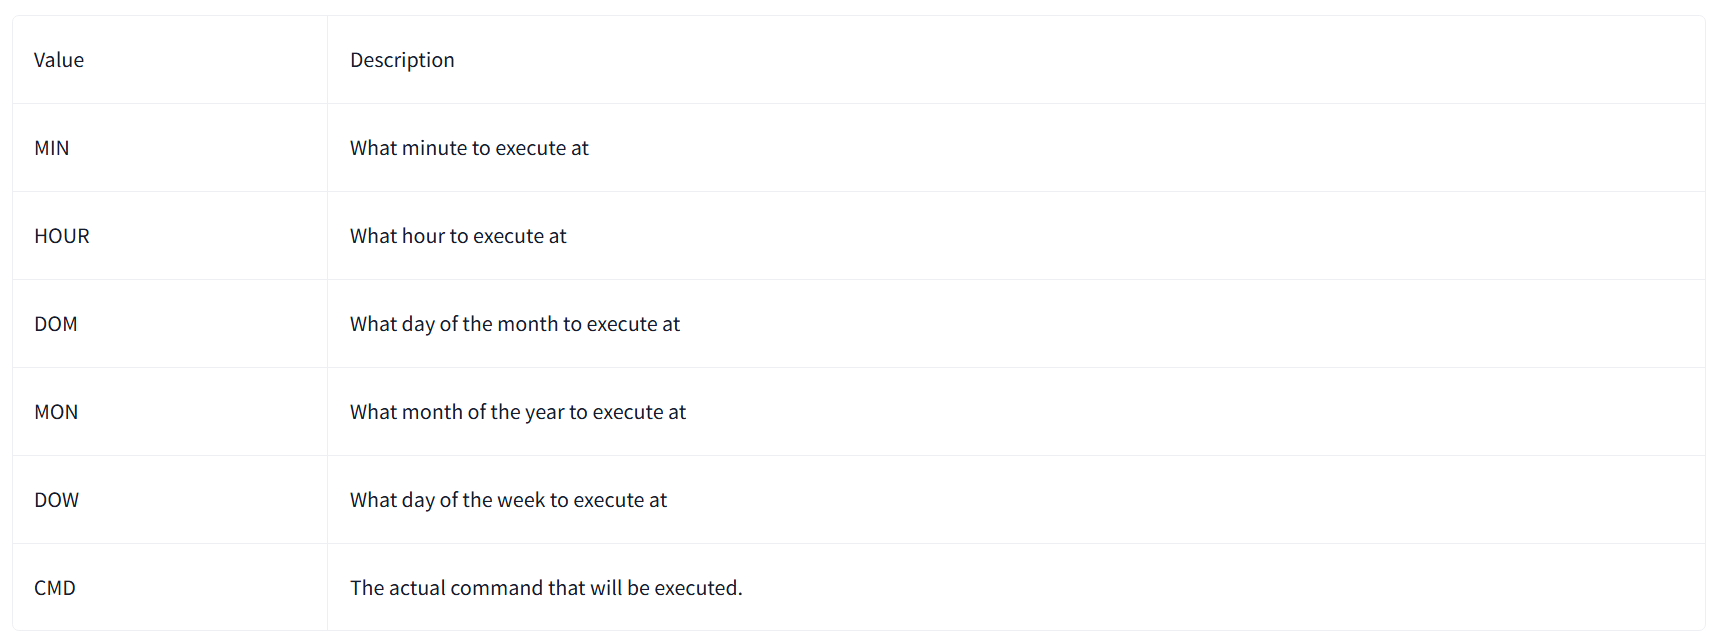 Value Description
MIN What minute to execute at
HOUR What hour to execute at
DOM What day of the month to execute at
MON What month of the year to execute at
DOW What day of the week to execute at
CMD The actual command that will be executed.